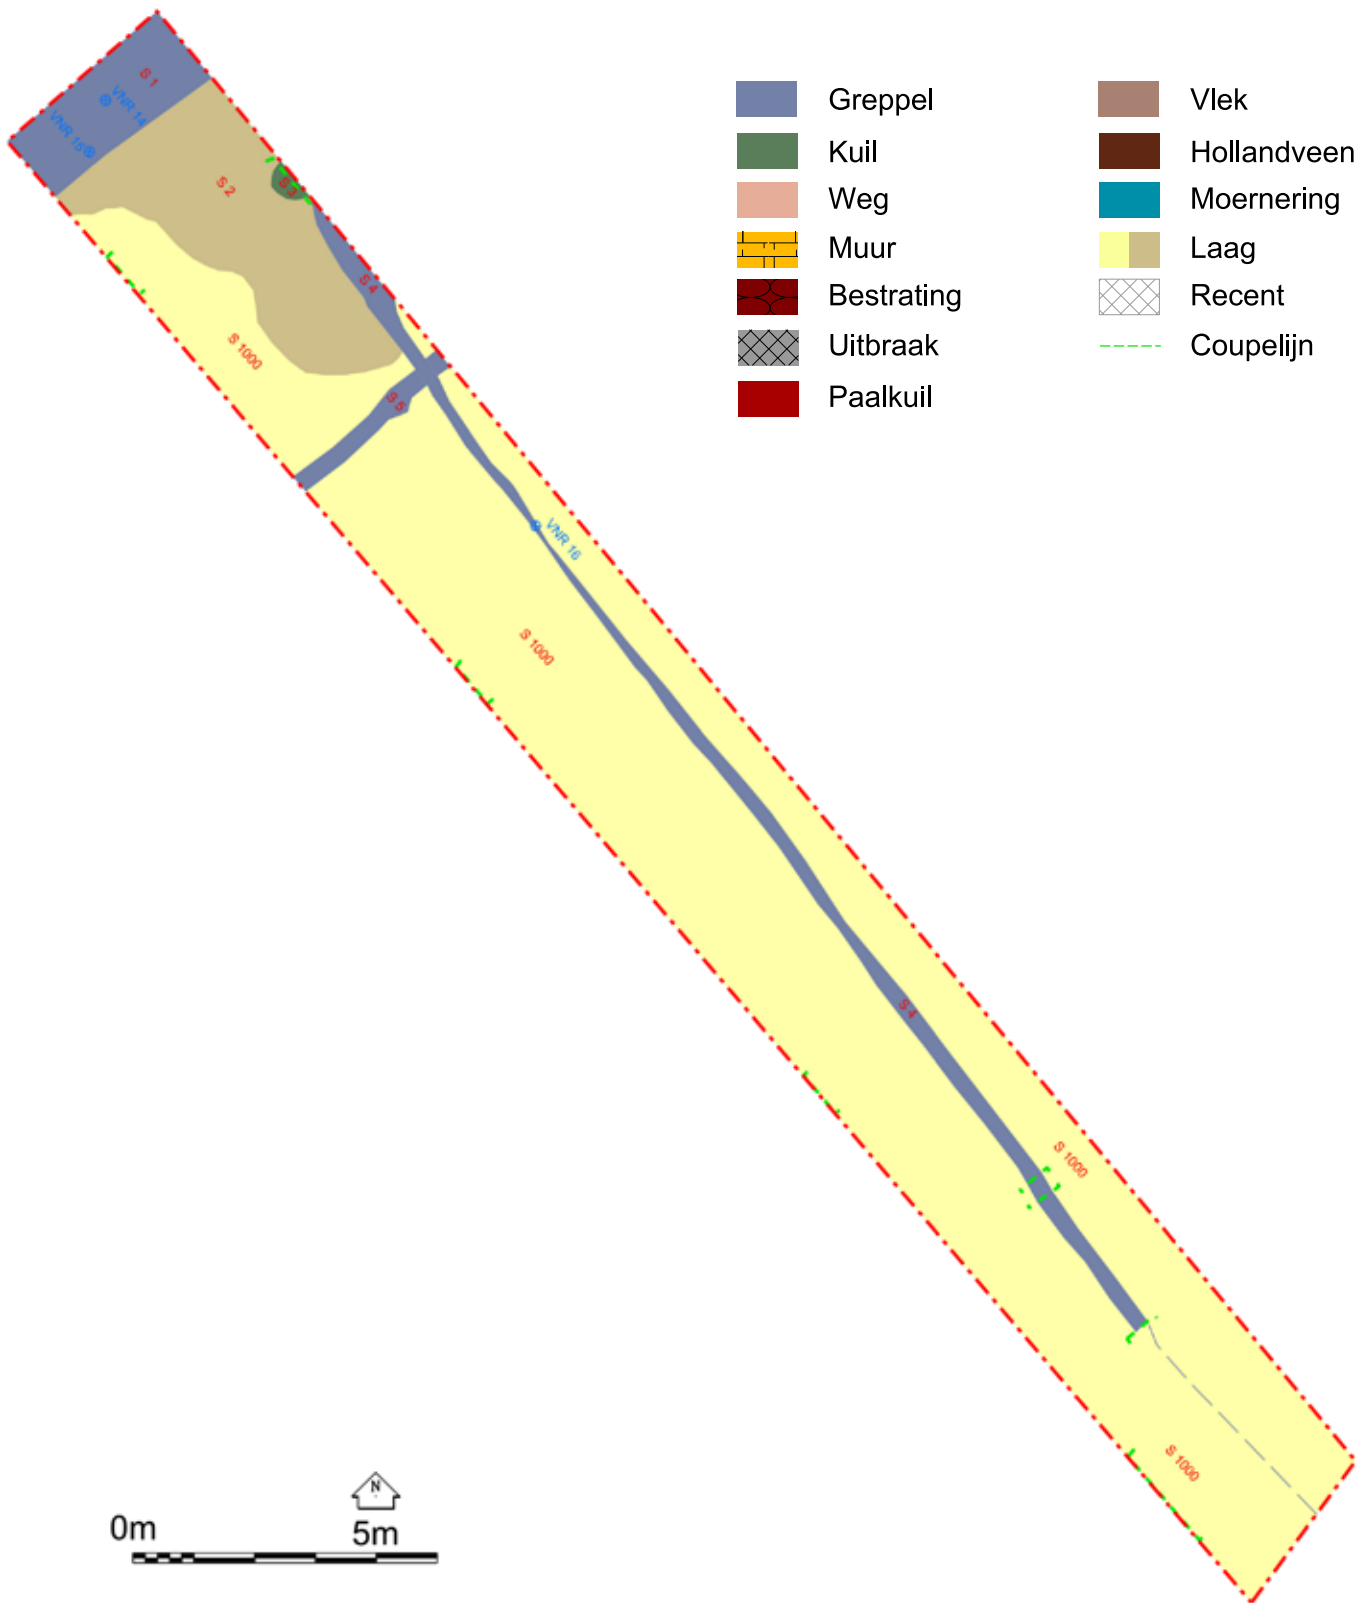 S 1
VNR 14
VNR 15
S 2
S 3
S 4
S 1000
S 5
VNR 16
S 1000
S 4
S 1000
S 1000
Greppel
Kuil
Weg
Muur
Bestrating
Uitbraak
Paalkuil
Vlek
Hollandveen
Moernering
Laag
Recent
Coupelijn
N
0m 5m